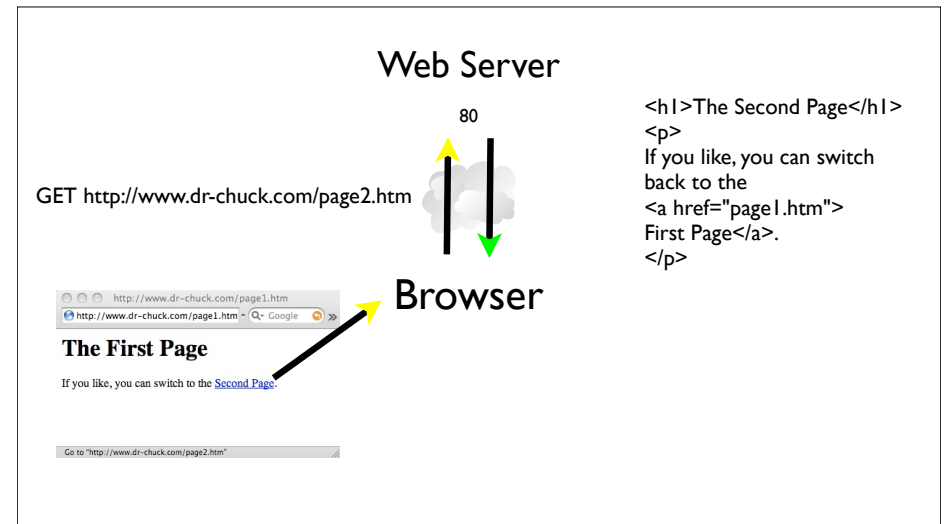 Web Server
80
GET http://www.dr-chuck.com/page2.htm
<h1>The Second Page</h1>
<p>
If you like, you can switch
back to the
<a href="page1.htm">
First Page</a>.
</p>
Browser
http://www.dr-chuck.com/page1.htm
http://www.dr-chuck.com/page1.htm Google
The First Page
If you like, you can switch to the Second Page.
Go to "http://www.dr-chuck.com/page2.htm"